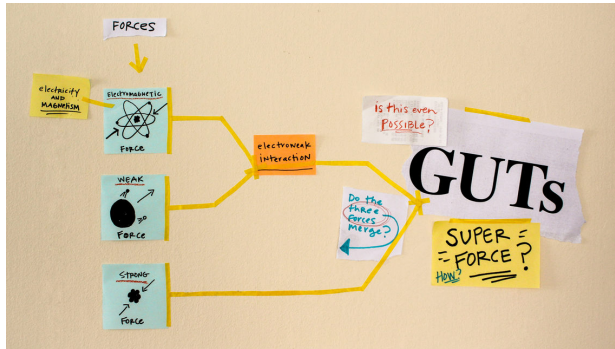 FORCES
electricity
AND
MAGNETISM
ELECTROMAGNETIC
FORCE
WEAK
FORCE
STRONG
FORCE
electroweak
interaction
is this even
POSSIBLE?
Do the
three
forces
merge?
GUTs
SUPER
FORCE?
HOW?